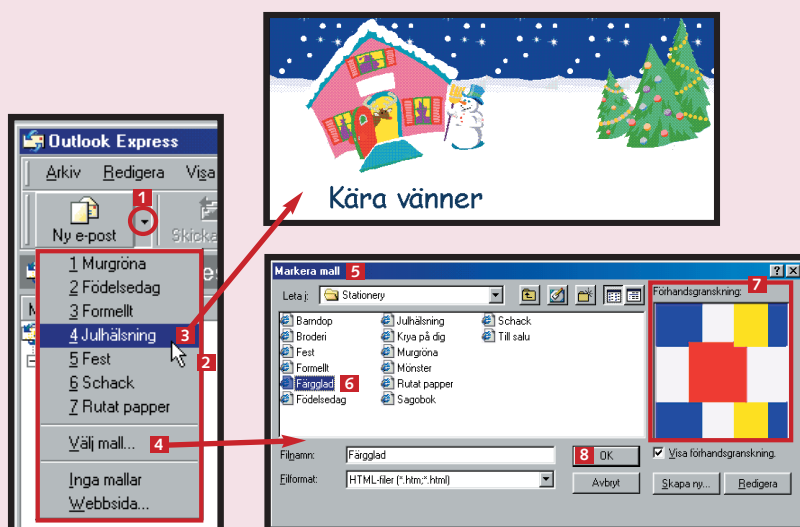 Kära vänner
Outlook Express
Arkiv Redigera Visa
1
Ny e-post Skicka
1 Murgröna
2 Födelsedag
3 Formellt
4 Julhälsning 3
5 Fest 2
6 Schack
7 Rutat papper
Välj mall... 4
Inga mallar
Webbsida...
Markera mall 5
Leta i: Stationery
Barndop
Broderi
Fest
Formellt
Färgglad 6
Födelsedag
Julhälsning
Krya på dig
Murgröna
Mönster
Rutat papper
Sagobok
Schack
Till salu
Förhandsgranskning: 7
Filnamn: Färgglad
Filformat: HTML-filer (*.htm;*.html)
8 OK
Avbryt
Visa förhandsgranskning.
Skapa ny... Redigera